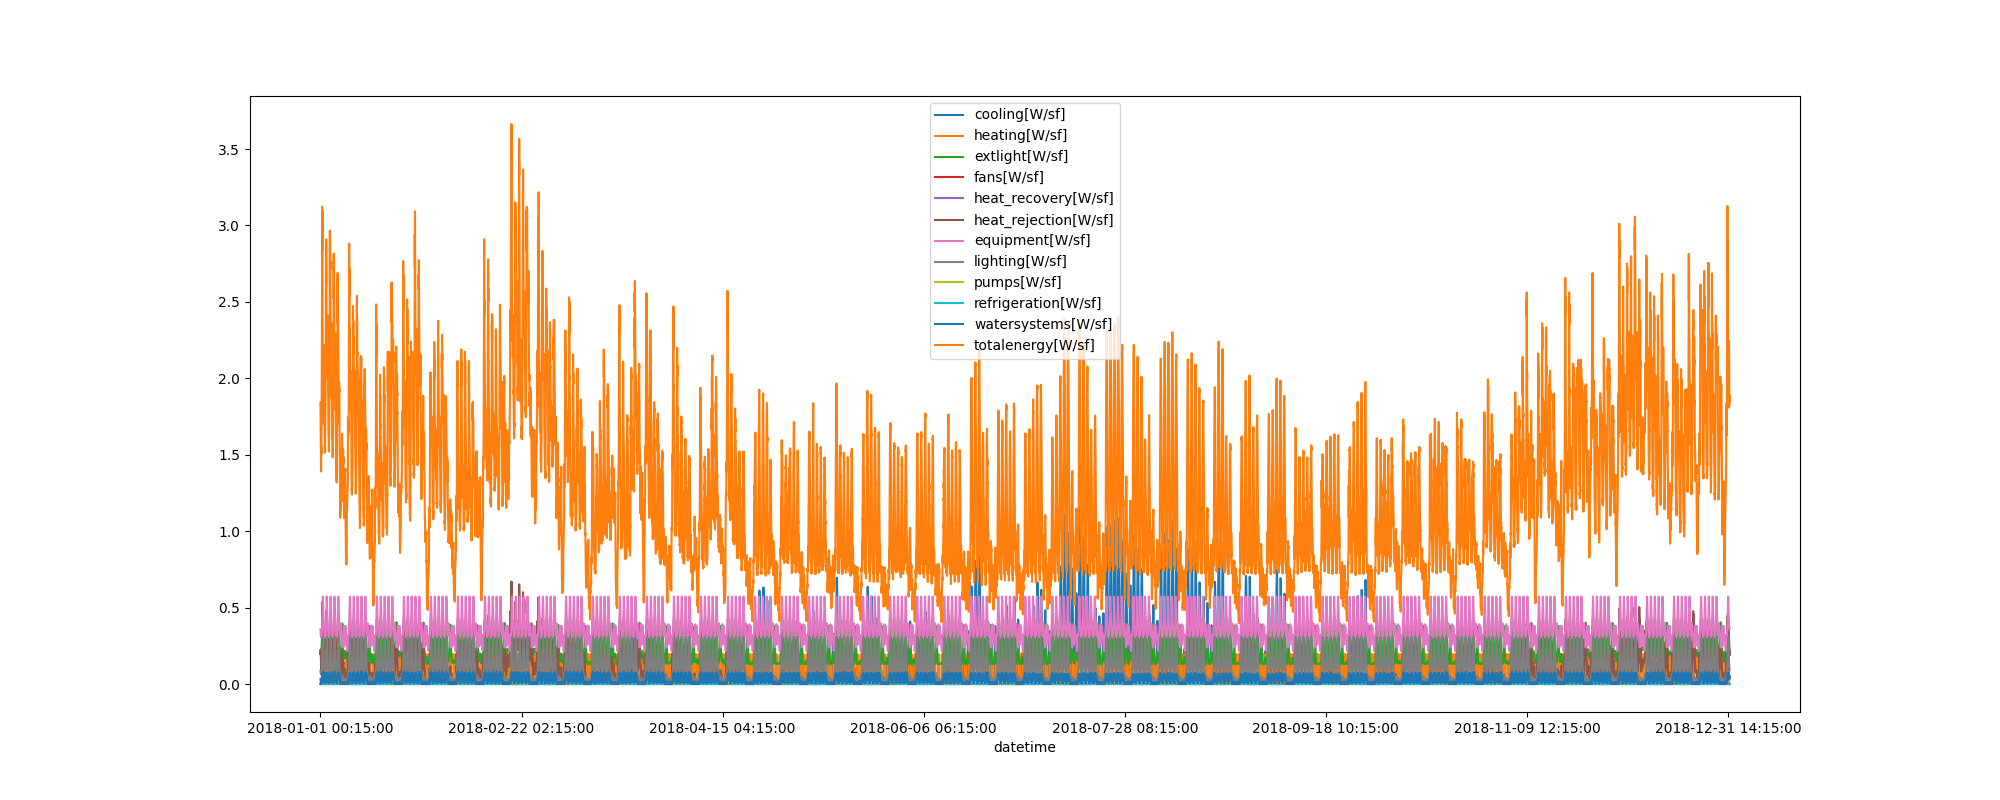 cooling[W/sf]
heating[W/sf]
extlight[W/sf]
fans[W/sf]
heat_recovery[W/sf]
heat_rejection[W/sf]
equipment[W/sf]
lighting[W/sf]
pumps[W/sf]
refrigeration[W/sf]
watersystems[W/sf]
totalenergy[W/sf]
3.5
3.0
2.5
2.0
1.5
1.0
0.5
0.0
2018-01-01 00:15:00 2018-02-22 02:15:00 2018-04-15 04:15:00 2018-06-06 06:15:00 2018-07-28 08:15:00 2018-09-18 10:15:00 2018-11-09 12:15:00 2018-12-31 14:15:00
datetime